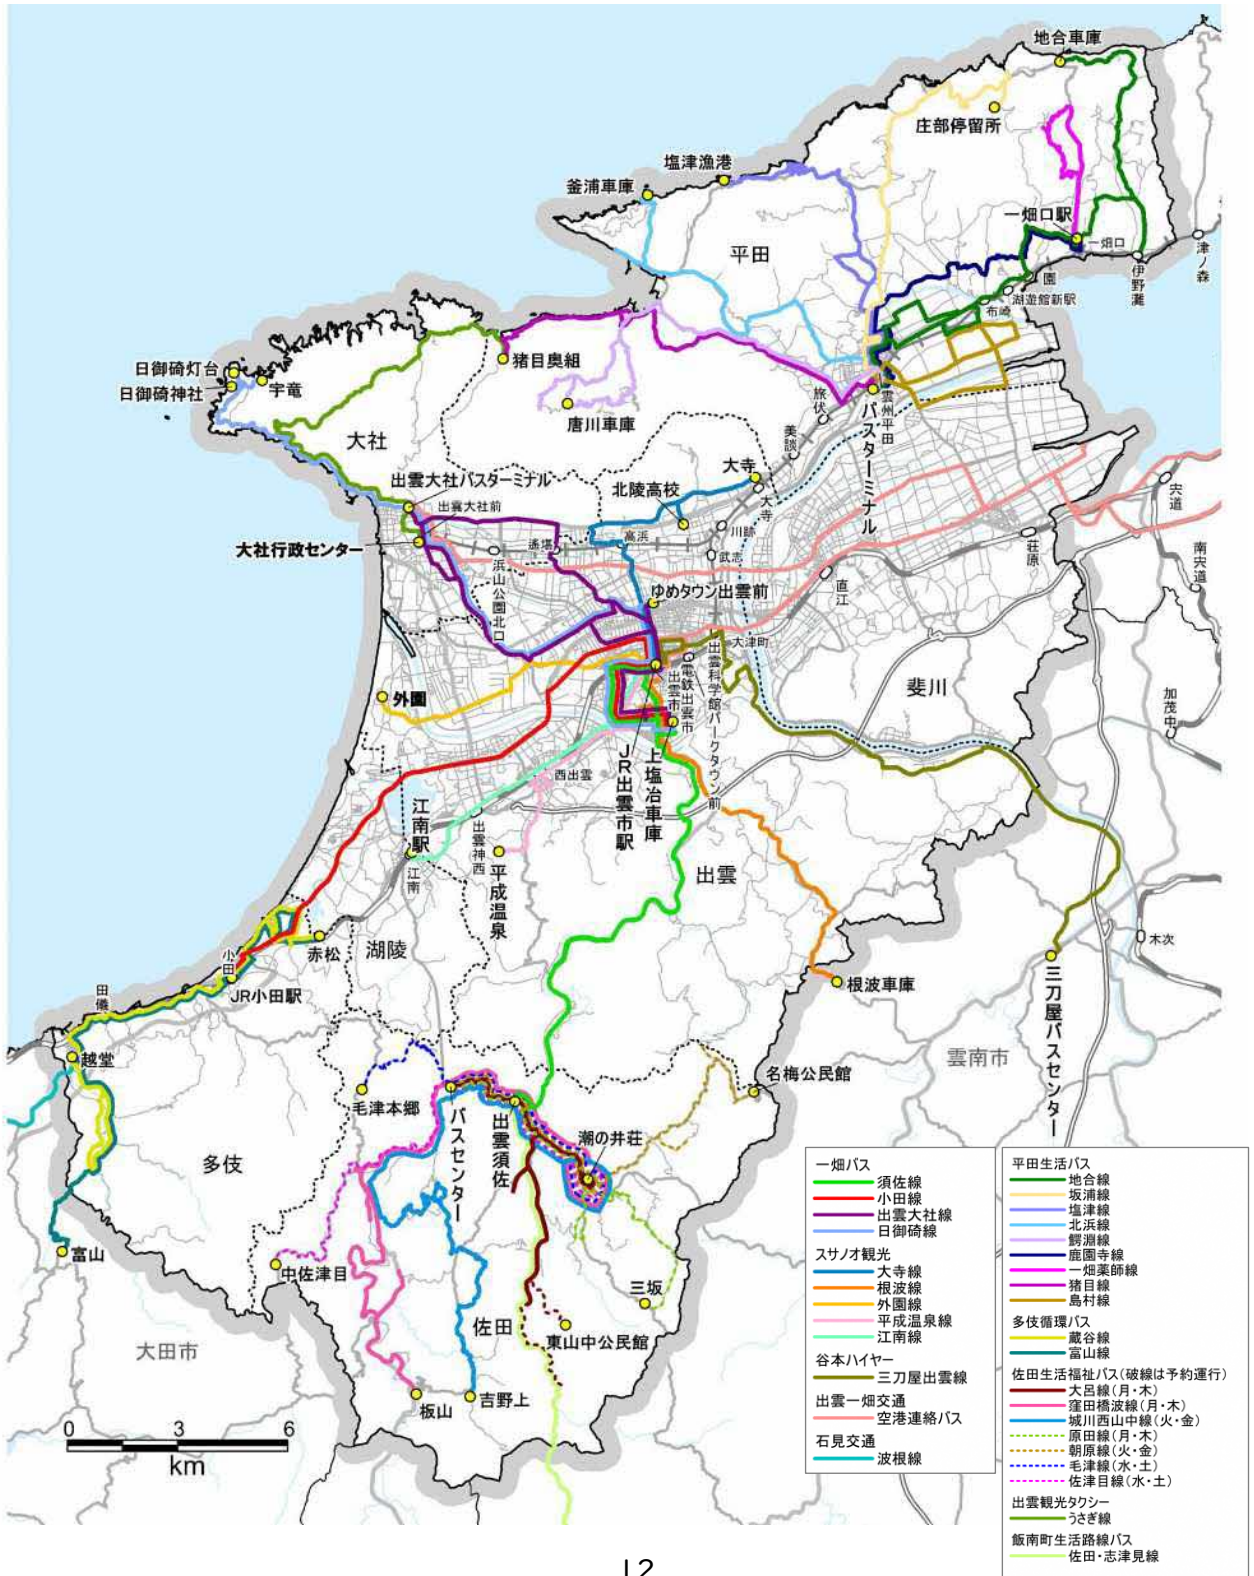 地合車庫
庄部停留所
塩津漁港
釜浦車庫
一畑口駅
一畑口
津ノ森
伊野灘
平田
園
湖遊館新駅
布崎
猪目奥組
日御碕灯台
宇竜
日御碕神社
唐川車庫
旅伏
雲州平田
バスターミナル
美談
大社
大寺
大寺
出雲大社バスターミナル
北陵高校
出雲大社前
宍道
川跡
大社行政センター
遙堪
高浜
武志
荘原
南宍道
浜山公園北口
直江
ゆめタウン出雲前
大津町
出雲科学館パークタウン前
電鉄出雲市
出雲市
斐川
外園
加茂中
JR出雲市駅
上塩冶車庫
西出雲
江南駅
江南
出雲神西
平成温泉
出雲
赤松
湖陵
木次
小田
JR小田駅
田儀
根波車庫
三刀屋バスセンター
越堂
雲南市
名梅公民館
毛津本郷
バスセンター
出雲須佐
潮の井荘
多伎
富山
中佐津目
三坂
佐田
東山中公民館
大田市
板山
吉野上
0 3 6
km
一畑バス
須佐線
小田線
出雲大社線
日御碕線
スサノオ観光
大寺線
根波線
外園線
平成温泉線
江南線
谷本ハイヤー
三刀屋出雲線
出雲一畑交通
空港連絡バス
石見交通
波根線
平田生活バス
地合線
坂浦線
塩津線
北浜線
鰐淵線
鹿園寺線
一畑薬師線
猪目線
島村線
多伎循環バス
蔵谷線
富山線
佐田生活福祉バス(破線は予約運行)
大呂線(月・木)
窪田橋波線(月・木)
城川西山中線(火・金)
原田線(月・木)
朝原線(火・金)
毛津線(水・土)
佐津目線(水・土)
出雲観光タクシー
うさぎ線
飯南町生活路線バス
佐田・志津見線